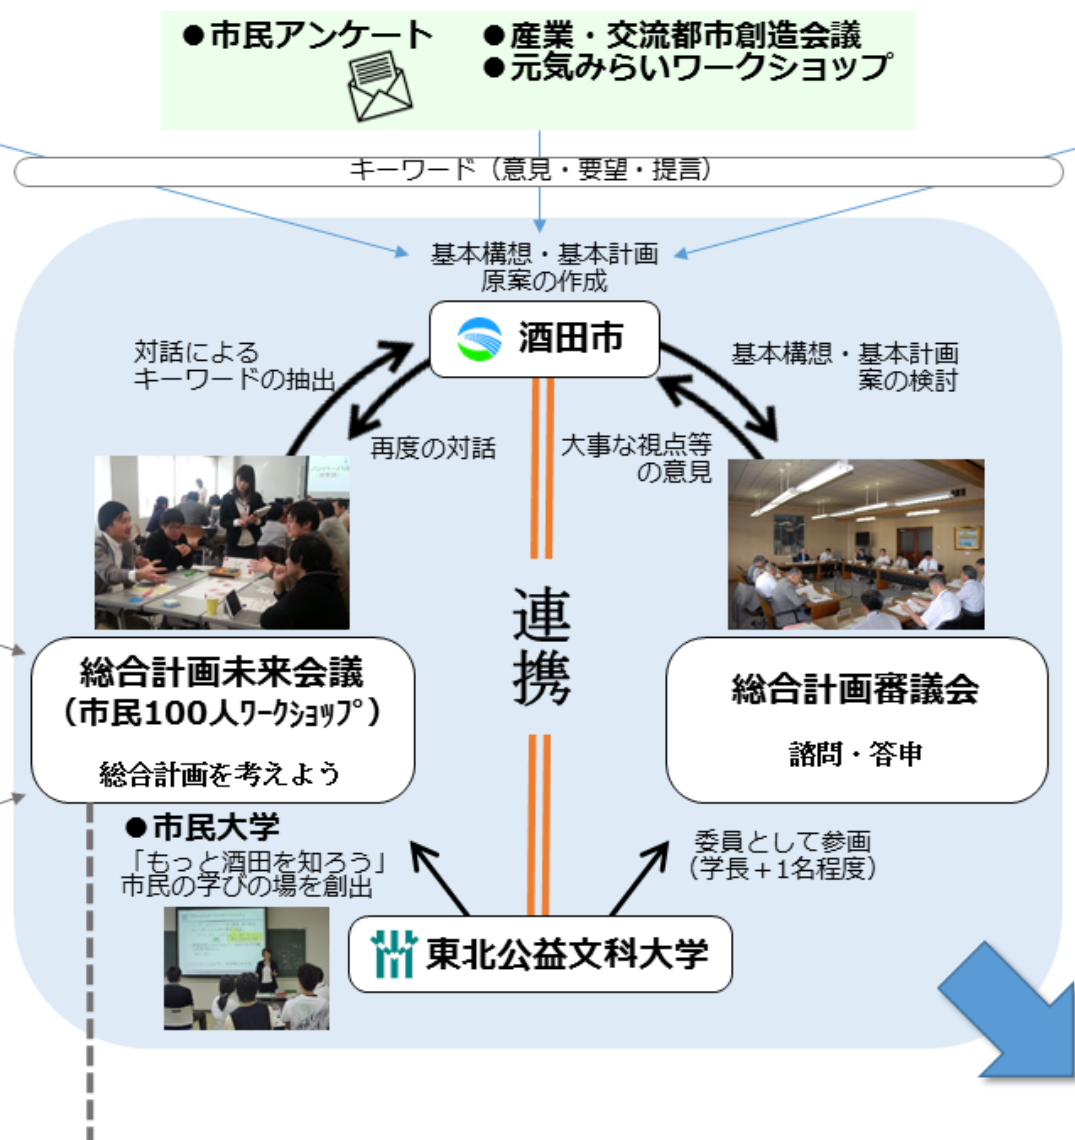 ●市民アンケート
●産業・交流都市創造会議
●元気みらいワークショップ
キーワード（意見・要望・提言）
基本構想・基本計画
原案の作成
酒田市
対話による
キーワードの抽出
基本構想・基本計画
案の検討
再度の対話
大事な視点等
の意見
連携
総合計画未来会議
（市民100人ﾜｰｸｼｮｯﾌﾟ）
総合計画を考えよう
総合計画審議会
諮問・答申
●市民大学
「もっと酒田を知ろう」
市民の学びの場を創出
委員として参画
（学長＋1名程度）
東北公益文科大学